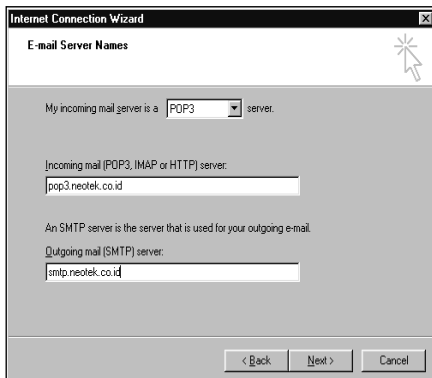 Internet Connection Wizard
E-mail Server Names
My incoming mail server is a POP3 server.
Incoming mail (POP3, IMAP or HTTP) server:
pop3.neotek.co.id
An SMTP server is the server that is used for your outgoing e-mail.
Outgoing mail (SMTP) server:
smtp.neotek.co.id
< Back Next > Cancel